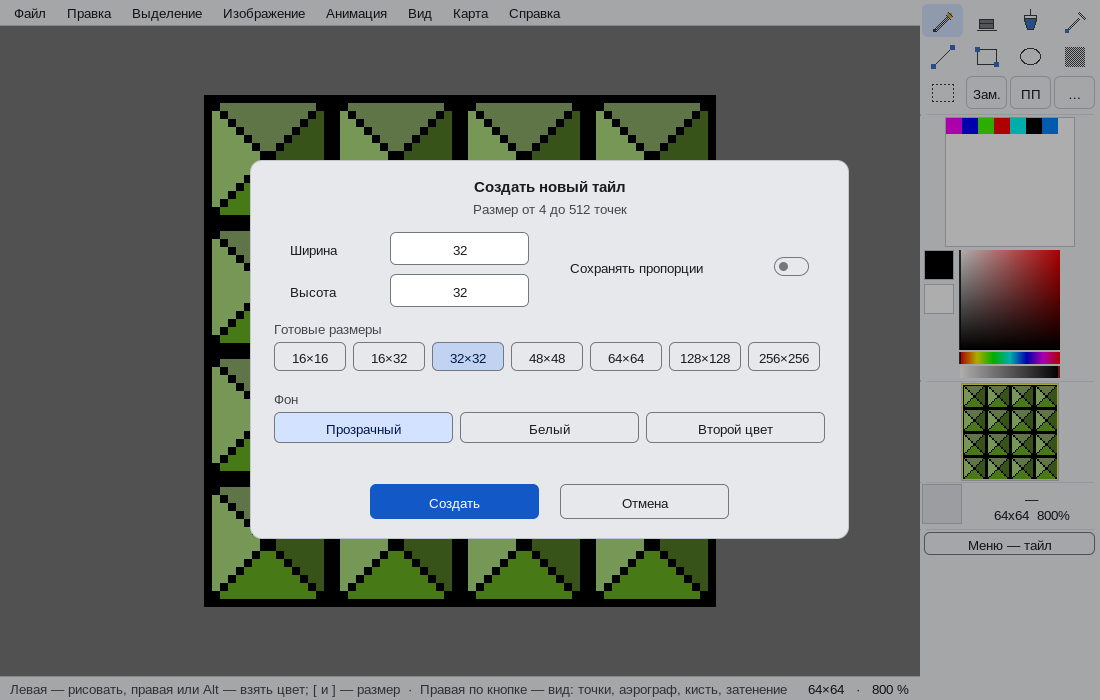 Файл Правка Выделение Изображение Анимация Вид Карта Справка
Зам. ПП ...
Создать новый тайл
Размер от 4 до 512 точек
Ширина 32
Сохранять пропорции
Высота 32
Готовые размеры
16×16 16×32 32×32 48×48 64×64 128×128 256×256
Фон
Прозрачный Белый Второй цвет
Создать Отмена
—
64x64 800%
Меню — тайл
Левая — рисовать, правая или Alt — взять цвет; [ и ] — размер · Правая по кнопке — вид: точки, аэрограф, кисть, затенение 64×64 · 800 %